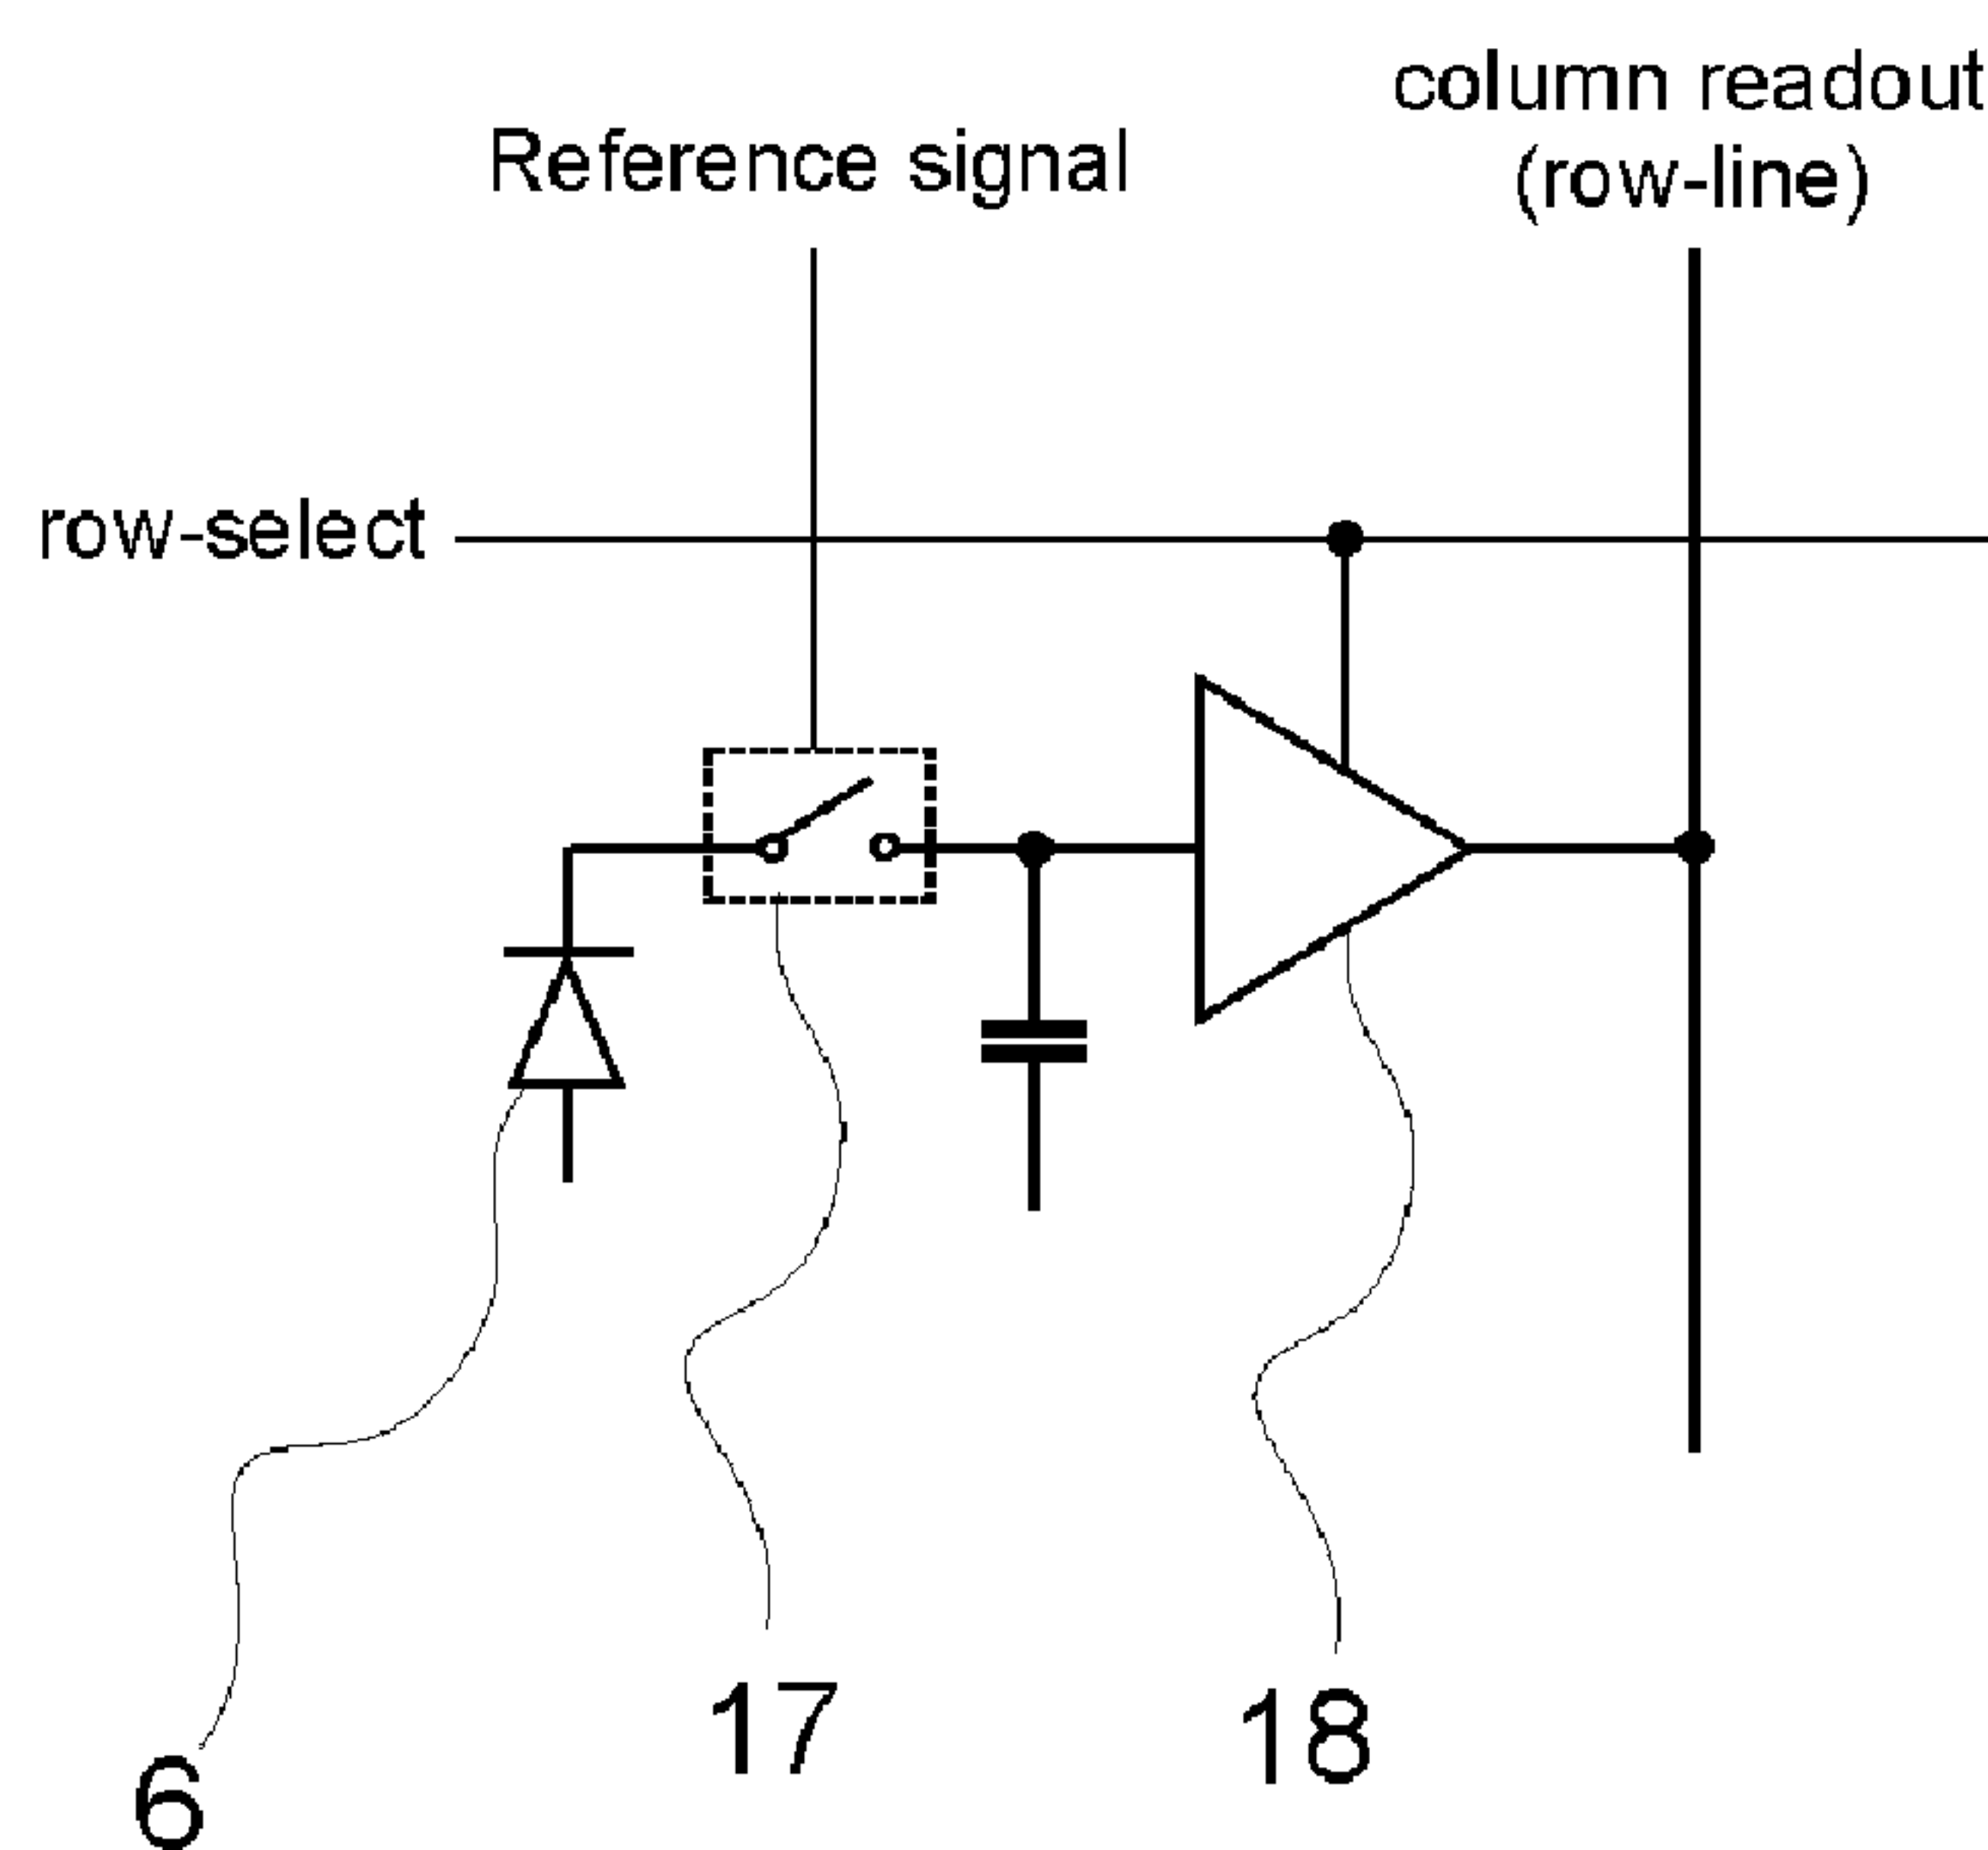 column readout
(row-line)
Reference signal
row-select
17
18
6